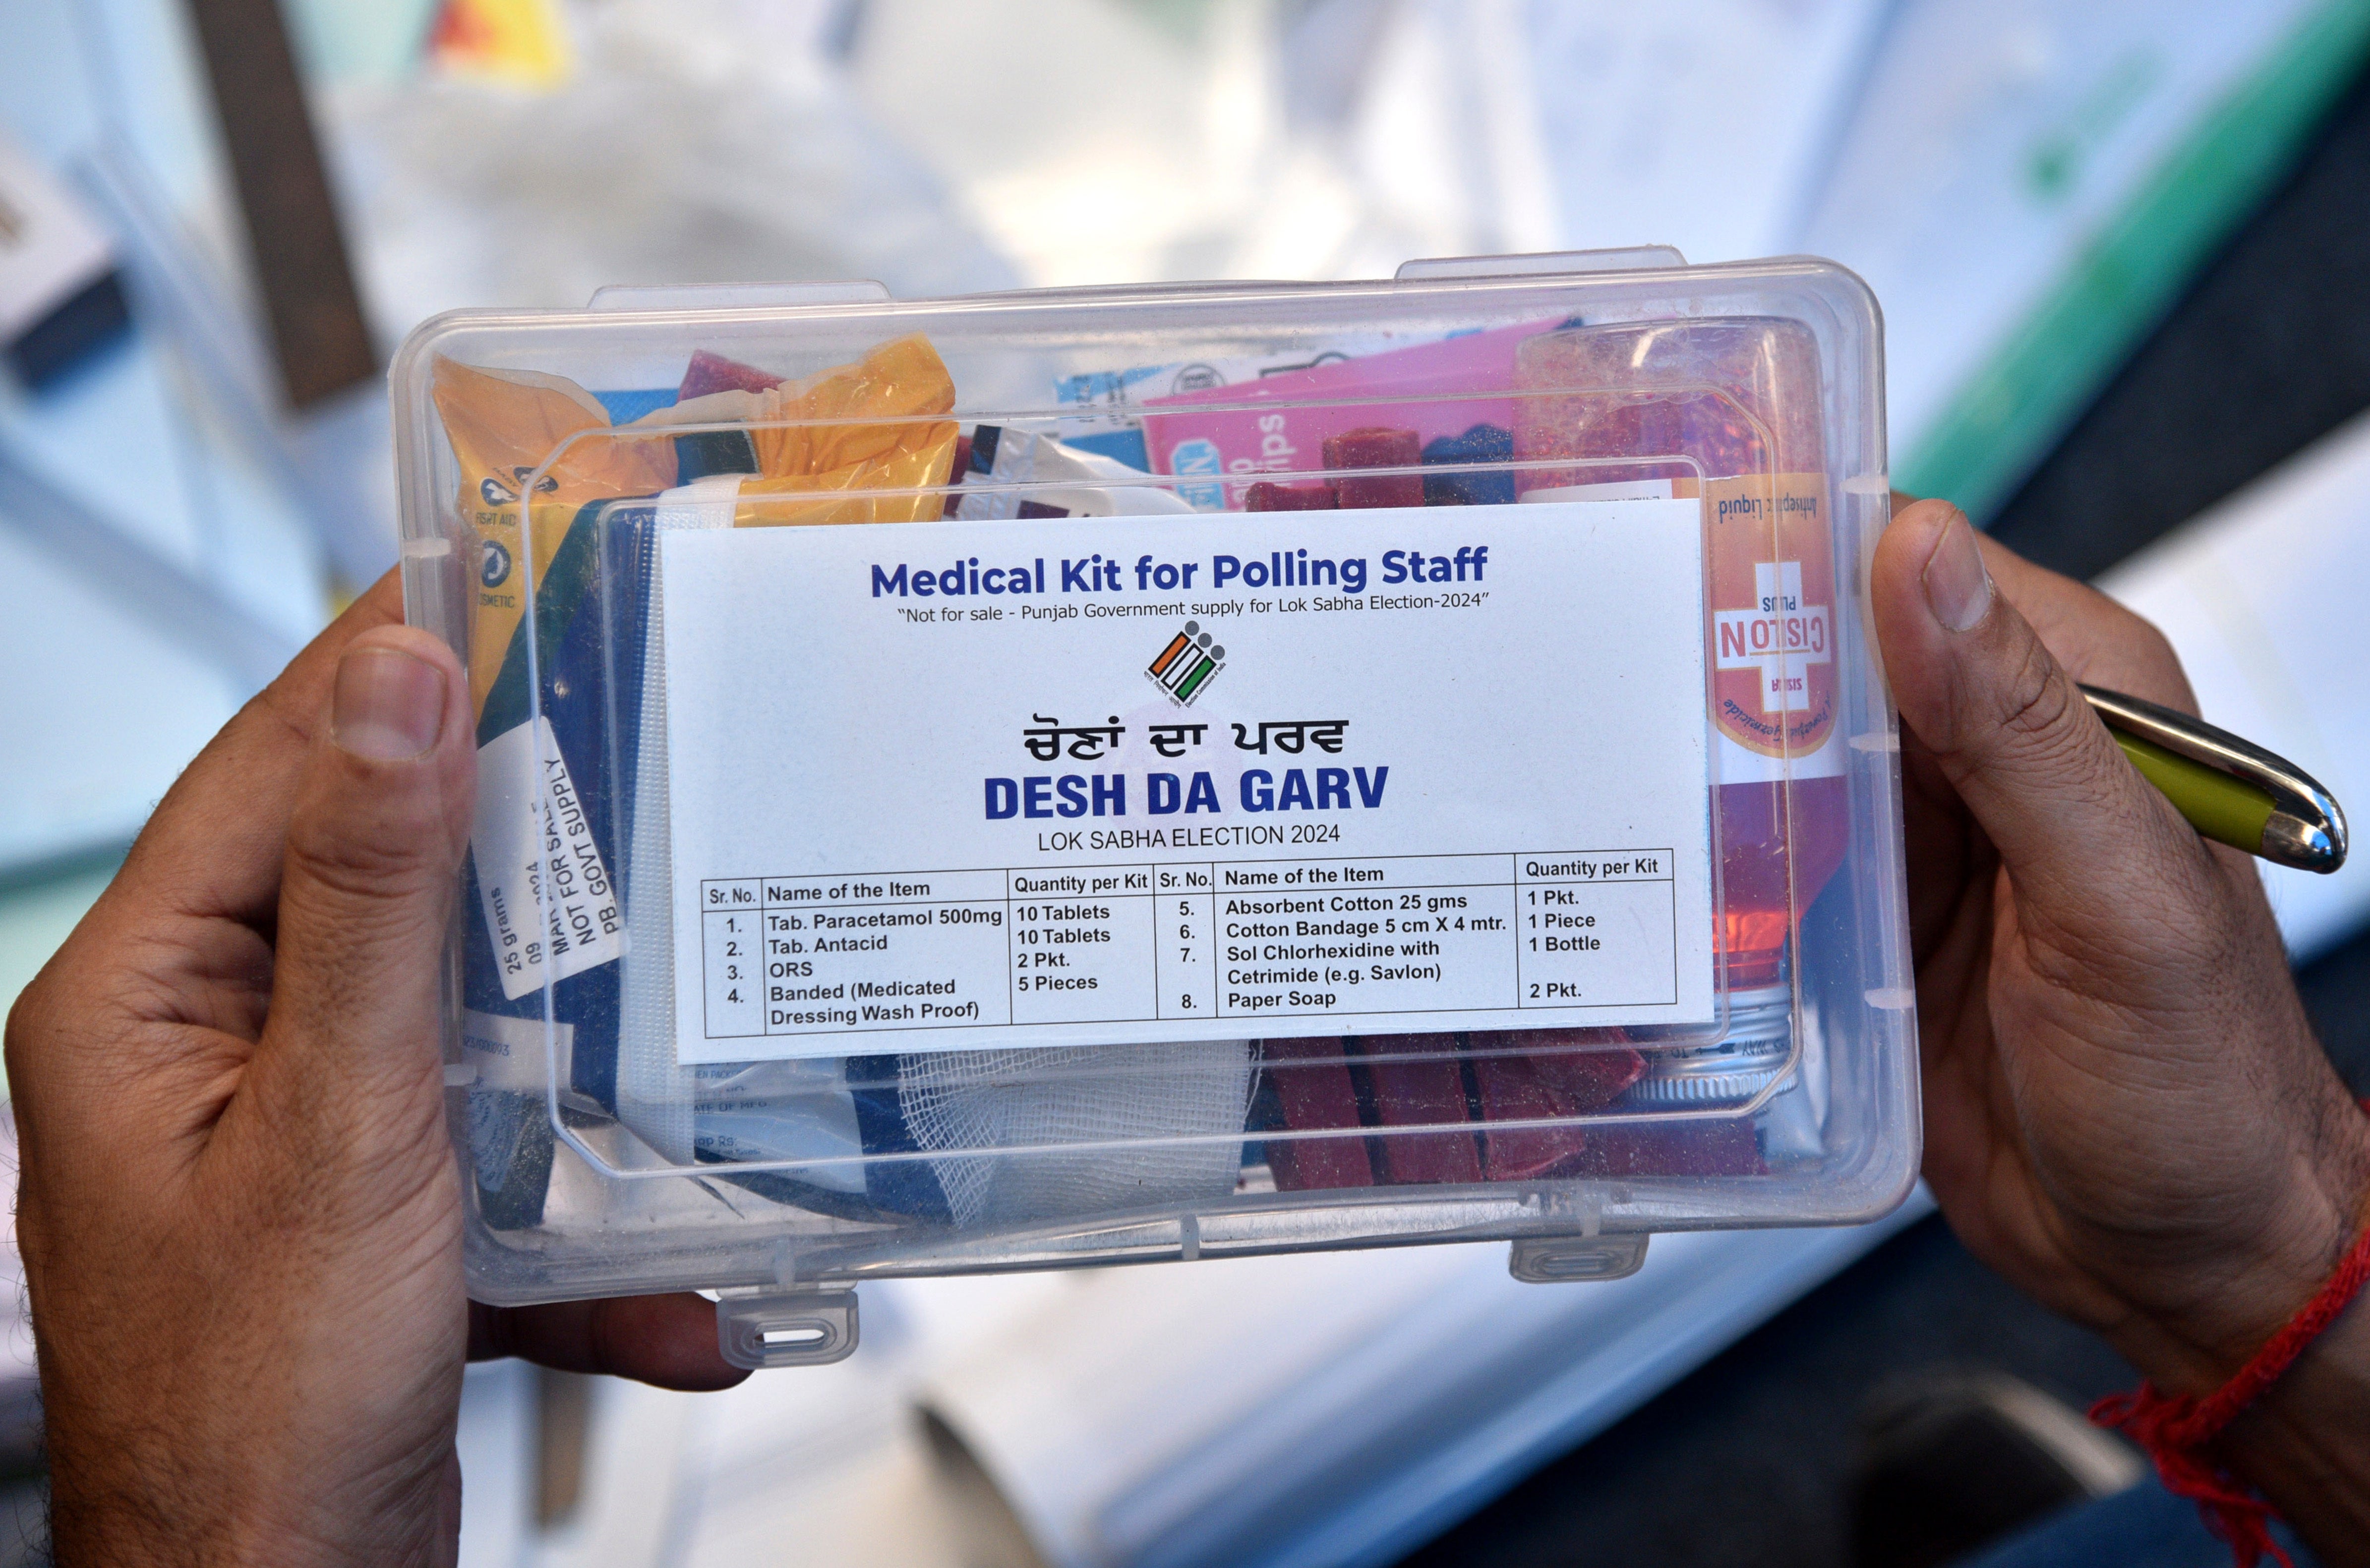 Medical Kit for Polling Staff
“Not for sale - Punjab Government supply for Lok Sabha Election-2024”
ਚੋਣਾਂ ਦਾ ਪਰਵ
DESH DA GARV
LOK SABHA ELECTION 2024
Sr. No. Name of the Item Quantity per Kit Sr. No. Name of the Item Quantity per Kit
1. Tab. Paracetamol 500mg 10 Tablets 5. Absorbent Cotton 25 gms 1 Pkt.
2. Tab. Antacid 10 Tablets 6. Cotton Bandage 5 cm X 4 mtr. 1 Piece
3. ORS 2 Pkt. 7. Sol Chlorhexidine with 1 Bottle
Cetrimide (e.g. Savlon)
4. Banded (Medicated 5 Pieces 8. Paper Soap 2 Pkt.
Dressing Wash Proof)
25 grams
NOT FOR SALE
PB. GOVT SUPPLY
Antiseptic Liquid
CISLON
PLUS